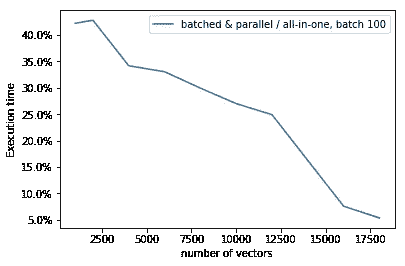 batched & parallel / all-in-one, batch 100
Execution time
40.0%
35.0%
30.0%
25.0%
20.0%
15.0%
10.0%
5.0%
2500 5000 7500 10000 12500 15000 17500
number of vectors